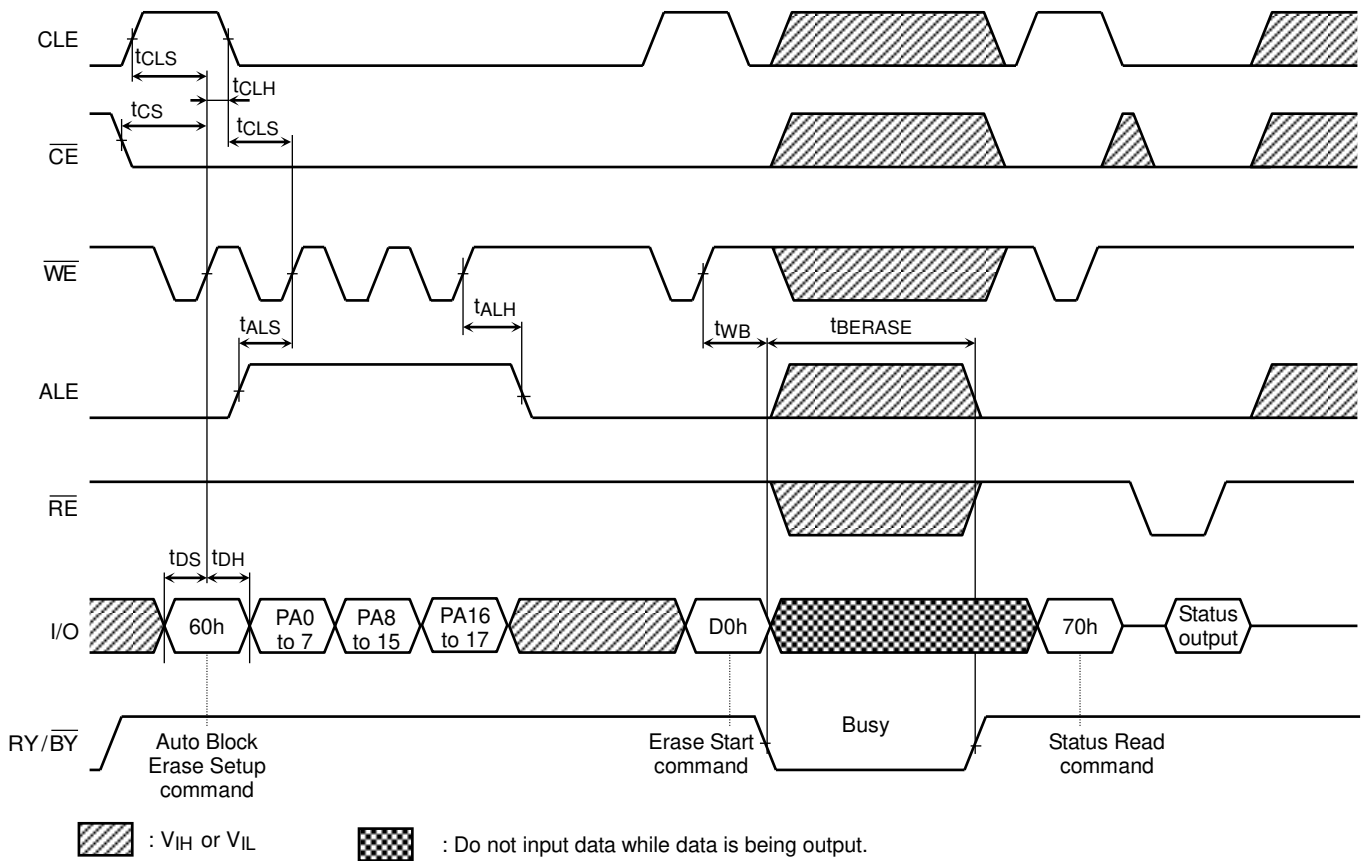 CLE
tCLS
tCLH
tCS
tCLS
CE
WE
tALS
tALH
tWB
tBERASE
ALE
RE
tDS
tDH
I/O
60h
PA0
to 7
PA8
to 15
PA16
to 17
D0h
70h
Status
output
RY/BY
Busy
Auto Block
Erase Setup
command
Erase Start
command
Status Read
command
: VIH or VIL
: Do not input data while data is being output.